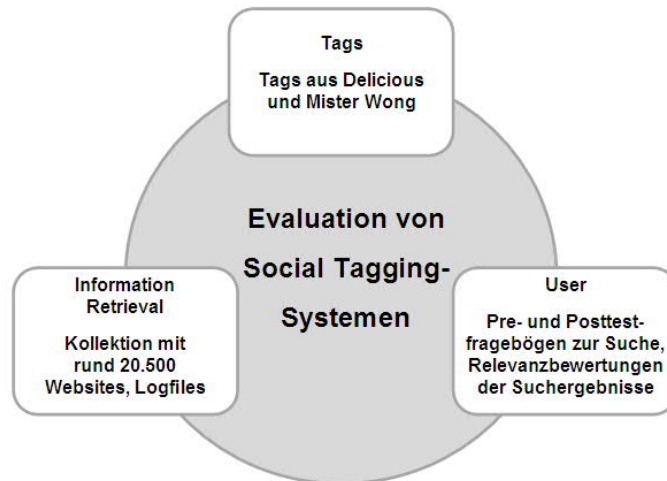 Tags
Tags aus Delicious
und Mister Wong
Evaluation von
Social Tagging-
Systemen
Information
Retrieval
Kollektion mit
rund 20.500
Websites, Logfiles
User
Pre- und Posttest-
fragebögen zur Suche,
Relevanzbewertungen
der Suchergebnisse